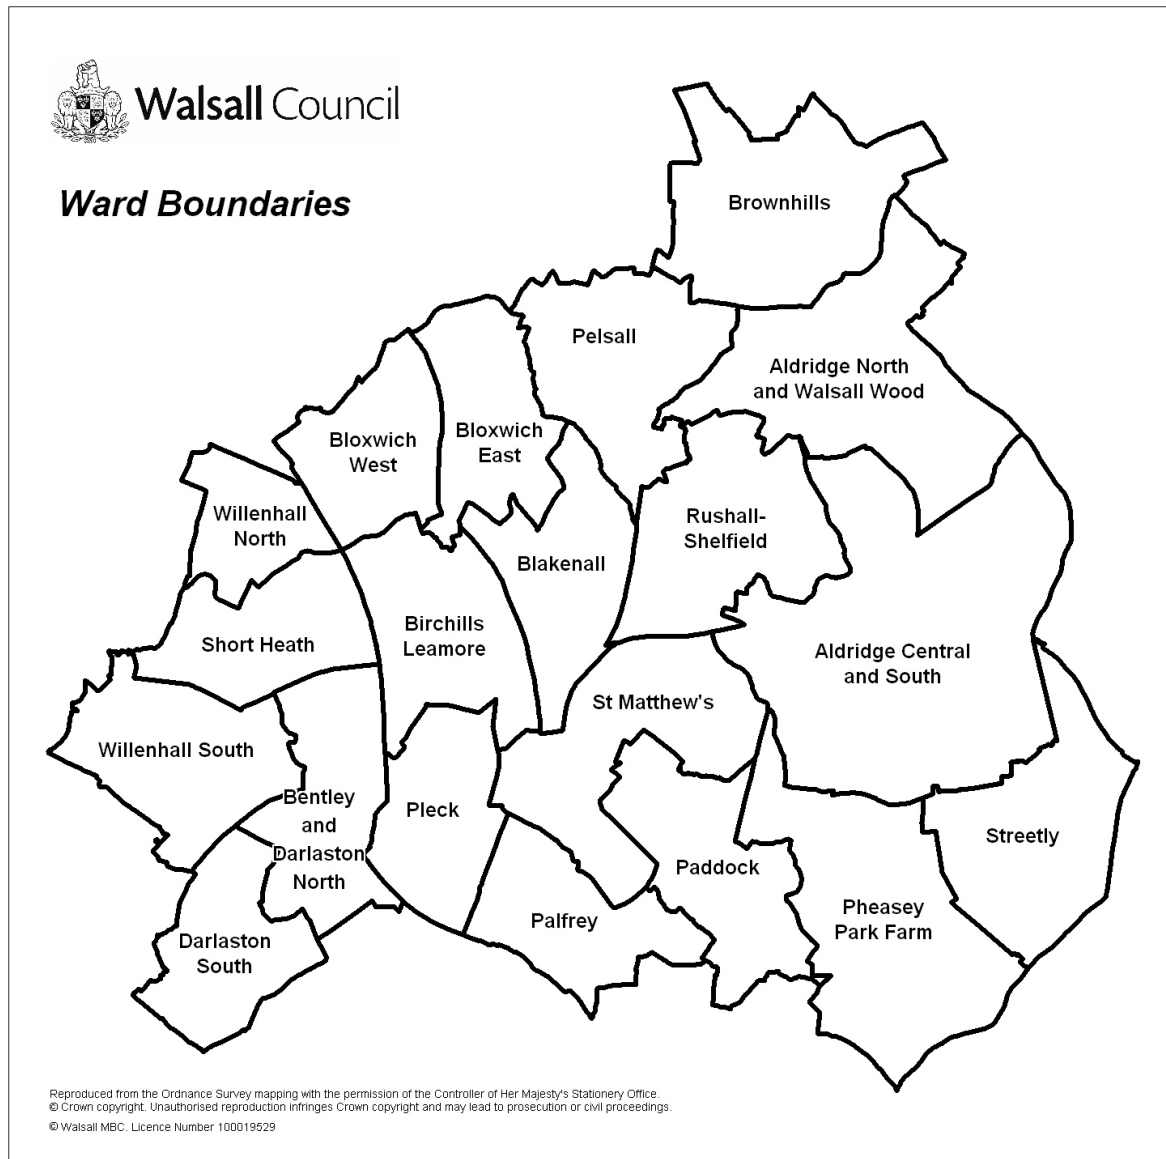 Walsall Council
Ward Boundaries
Brownhills
Pelsall
Aldridge North
and Walsall Wood
Bloxwich
West
Bloxwich
East
Willenhall
North
Rushall-
Shelfield
Blakenall
Short Heath
Birchills
Leamore
Aldridge Central
and South
St Matthew's
Willenhall South
Bentley
and
Darlaston
North
Pleck
Streetly
Paddock
Palfrey
Pheasey
Park Farm
Darlaston
South
Reproduced from the Ordnance Survey mapping with the permission of the Controller of Her Majesty's Stationery Office.
© Crown copyright. Unauthorised reproduction infringes Crown copyright and may lead to prosecution or civil proceedings.
© Walsall MBC. Licence Number 100019529